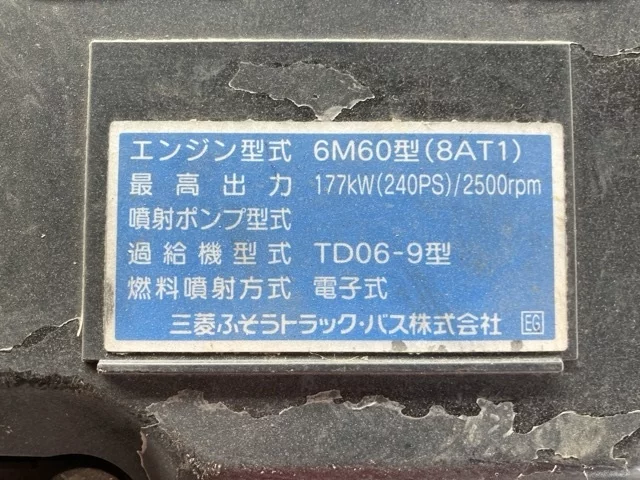 エンジン型式 6M60型(8AT1)
最高出力 177kW(240PS)/2500rpm
噴射ポンプ型式
過給機型式 TD06-9型
燃料噴射方式 電子式
三菱ふそうトラック・バス株式会社 EG